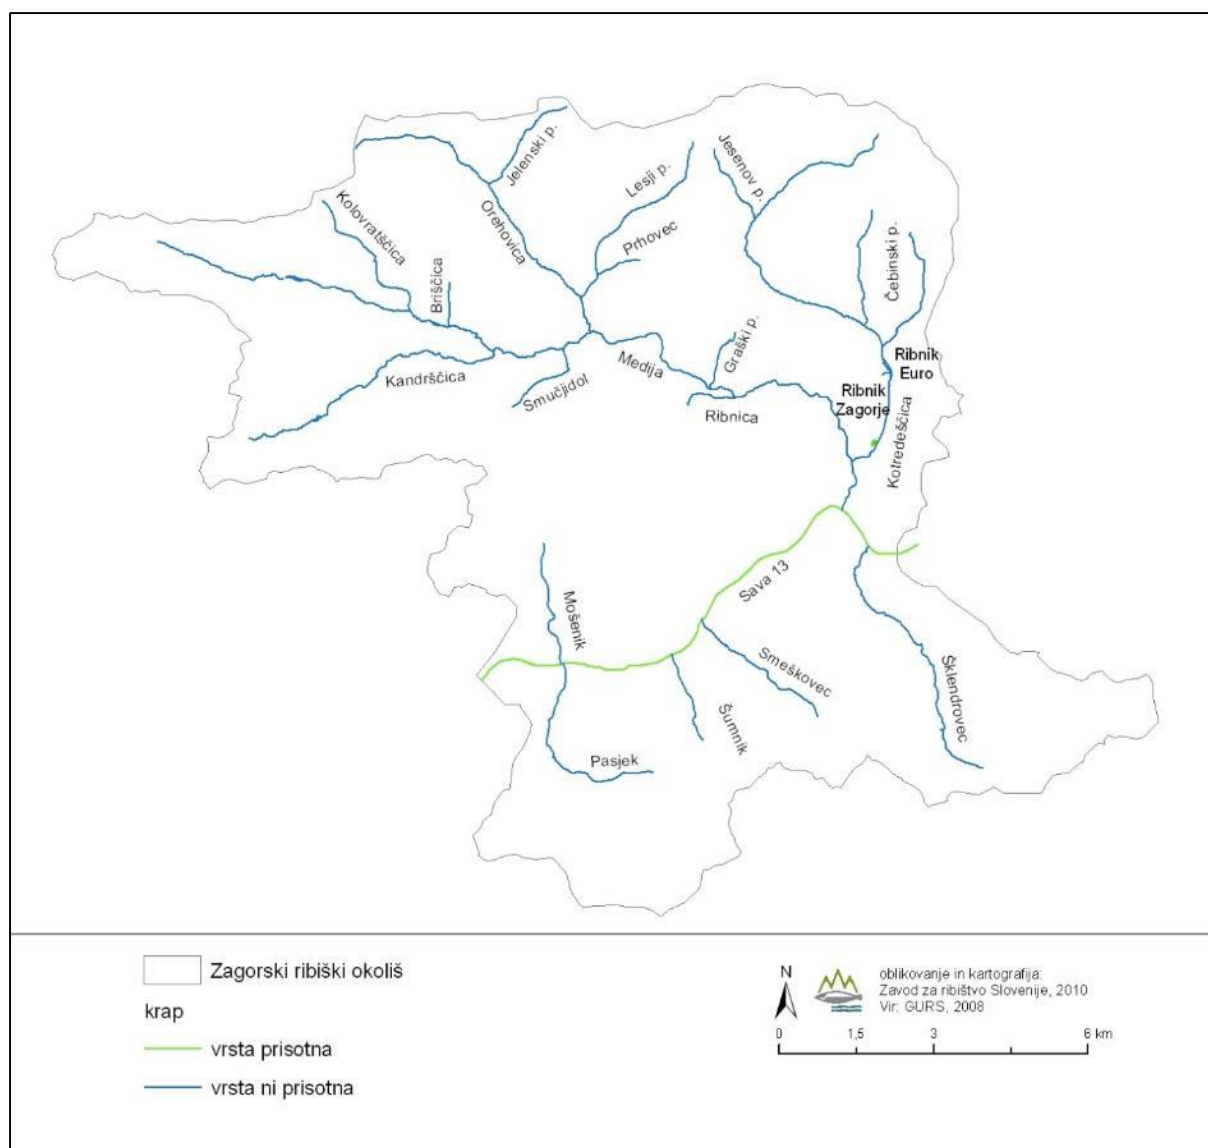 Jelenski p.
Jesenov p.
Lesji p.
Kolovratščica
Orehovica
Prhovec
Čebinski p.
Briščica
Graški p.
Medija
Ribnik
Euro
Kandrščica
Smučjidol
Ribnik
Zagorje
Ribnica
Kotredeščica
Sava 13
Mošenik
Smeškovec
Šklendrovec
Šumnik
Pasjek
Zagorski ribiški okoliš
krap
vrsta prisotna
vrsta ni prisotna
N
oblikovanje in kartografija:
Zavod za ribištvo Slovenije, 2010
Vir: GURS, 2008
0 1,5 3 6 km